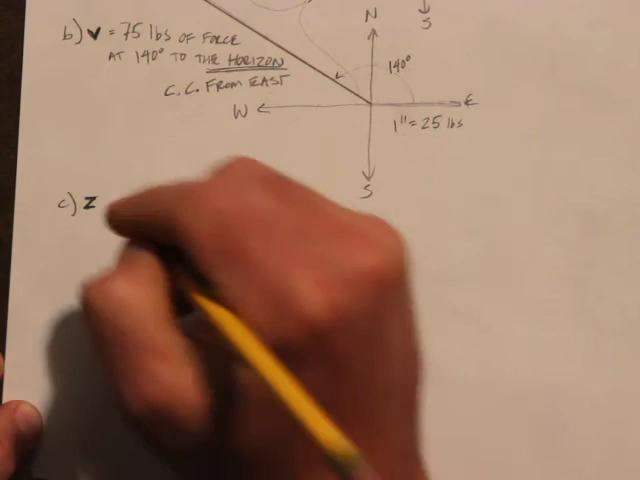 b) v = 75 lbs OF FORCE
AT 140° TO THE HORIZON
C.C. FROM EAST
S
N
140°
W
E
1" = 25 lbs
S
c) z